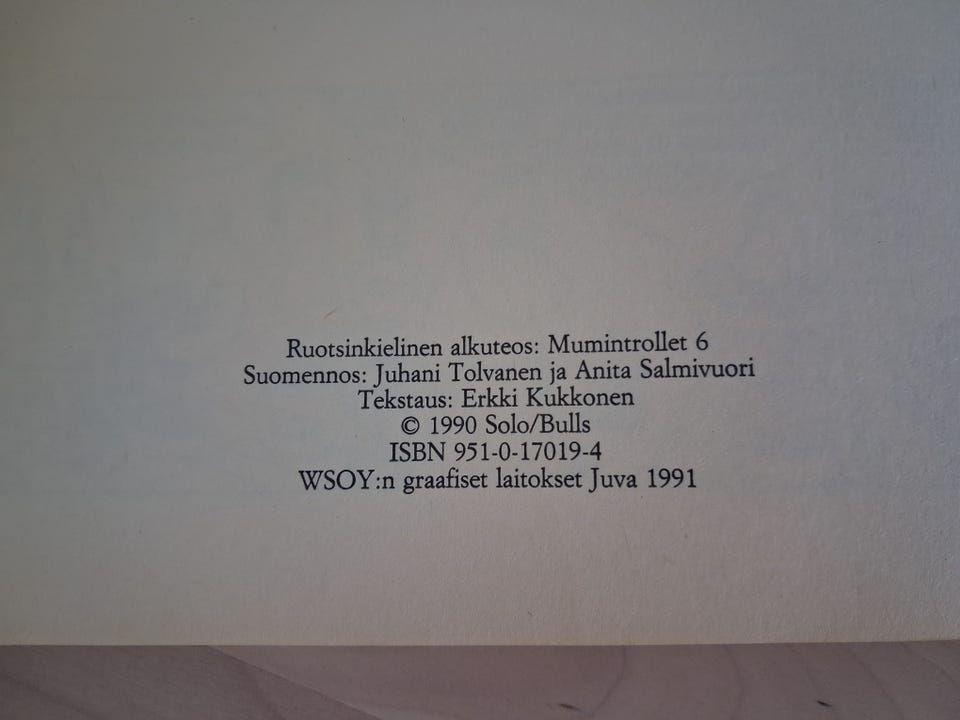 Ruotsinkielinen alkuteos: Mumintrollet 6
Suomennos: Juhani Tolvanen ja Anita Salmivuori
Tekstaus: Erkki Kukkonen
© 1990 Solo/Bulls
ISBN 951-0-17019-4
WSOY:n graafiset laitokset Juva 1991